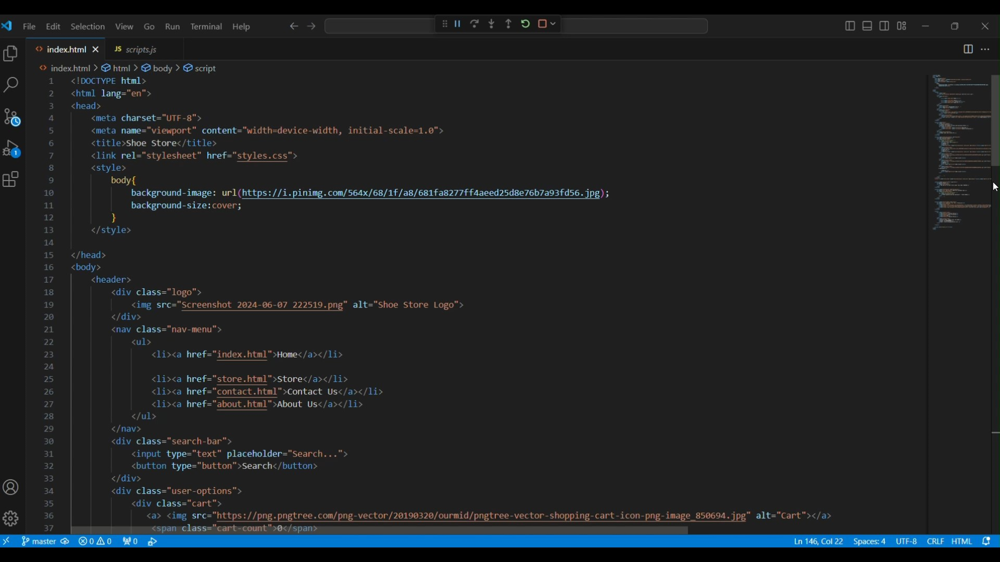 File Edit Selection View Go Run Terminal Help
index.html scripts.js
index.html > html > body > script
1 <!DOCTYPE html>
2 <html lang="en">
3 <head>
4 <meta charset="UTF-8">
5 <meta name="viewport" content="width=device-width, initial-scale=1.0">
6 <title>Shoe Store</title>
7 <link rel="stylesheet" href="styles.css">
8 <style>
9 body{
10 background-image: url(https://i.pinimg.com/564x/68/1f/a8/681fa8277ff4aeed25d8e76b7a93fd56.jpg);
11 background-size:cover;
12 }
13 </style>
14
15 </head>
16 <body>
17 <header>
18 <div class="logo">
19 <img src="Screenshot 2024-06-07 222519.png" alt="Shoe Store Logo">
20 </div>
21 <nav class="nav-menu">
22 <ul>
23 <li><a href="index.html">Home</a></li>
24
25 <li><a href="store.html">Store</a></li>
26 <li><a href="contact.html">Contact Us</a></li>
27 <li><a href="about.html">About Us</a></li>
28 </ul>
29 </nav>
30 <div class="search-bar">
31 <input type="text" placeholder="Search...">
32 <button type="button">Search</button>
33 </div>
34 <div class="user-options">
35 <div class="cart">
36 <a> <img src="https://png.pngtree.com/png-vector/20190320/ourmid/pngtree-vector-shopping-cart-icon-png-image_850694.jpg" alt="Cart"></a>
37 <span class="cart-count">0</span>
master 0 0 0 Ln 146, Col 22 Spaces: 4 UTF-8 CRLF HTML